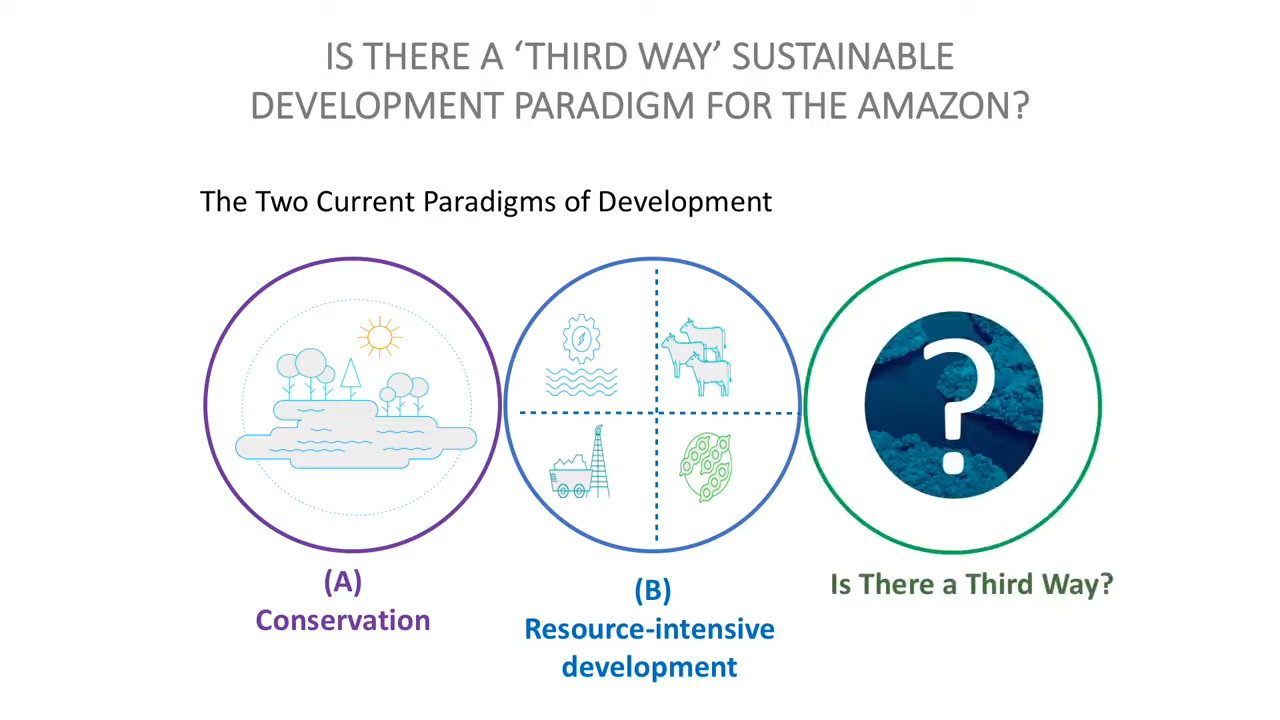 IS THERE A ‘THIRD WAY’ SUSTAINABLE
DEVELOPMENT PARADIGM FOR THE AMAZON?
The Two Current Paradigms of Development
?
(A)
Conservation
(B)
Resource-intensive
development
Is There a Third Way?